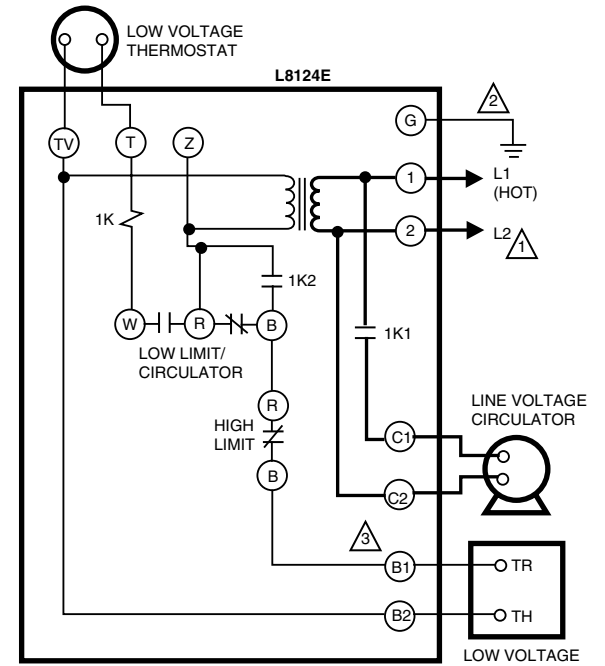 LOW VOLTAGE
THERMOSTAT
L8124E
TV
T
Z
G
2
1
L1
(HOT)
2
L2
1
1K
1K2
W
R
B
1K1
LOW LIMIT/
CIRCULATOR
LINE VOLTAGE
CIRCULATOR
R
HIGH
LIMIT
C1
B
C2
3
B1
TR
B2
TH
LOW VOLTAGE